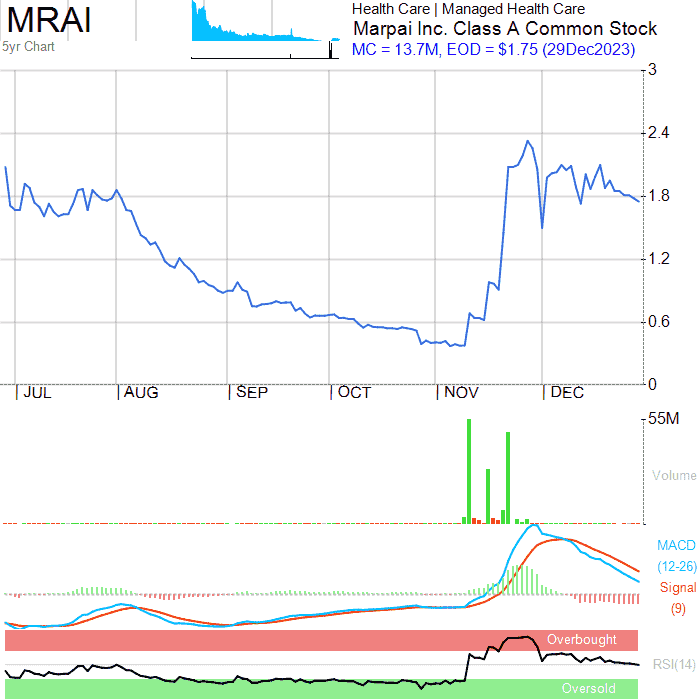 MRAI
5yr Chart
Health Care | Managed Health Care
Marpai Inc. Class A Common Stock
MC = 13.7M, EOD = $1.75 (29Dec2023)
3
2.4
1.8
1.2
0.6
0
| JUL | AUG | SEP | OCT | NOV | DEC
55M
Volume
MACD
(12-26)
Signal
(9)
Overbought
RSI(14)
Oversold